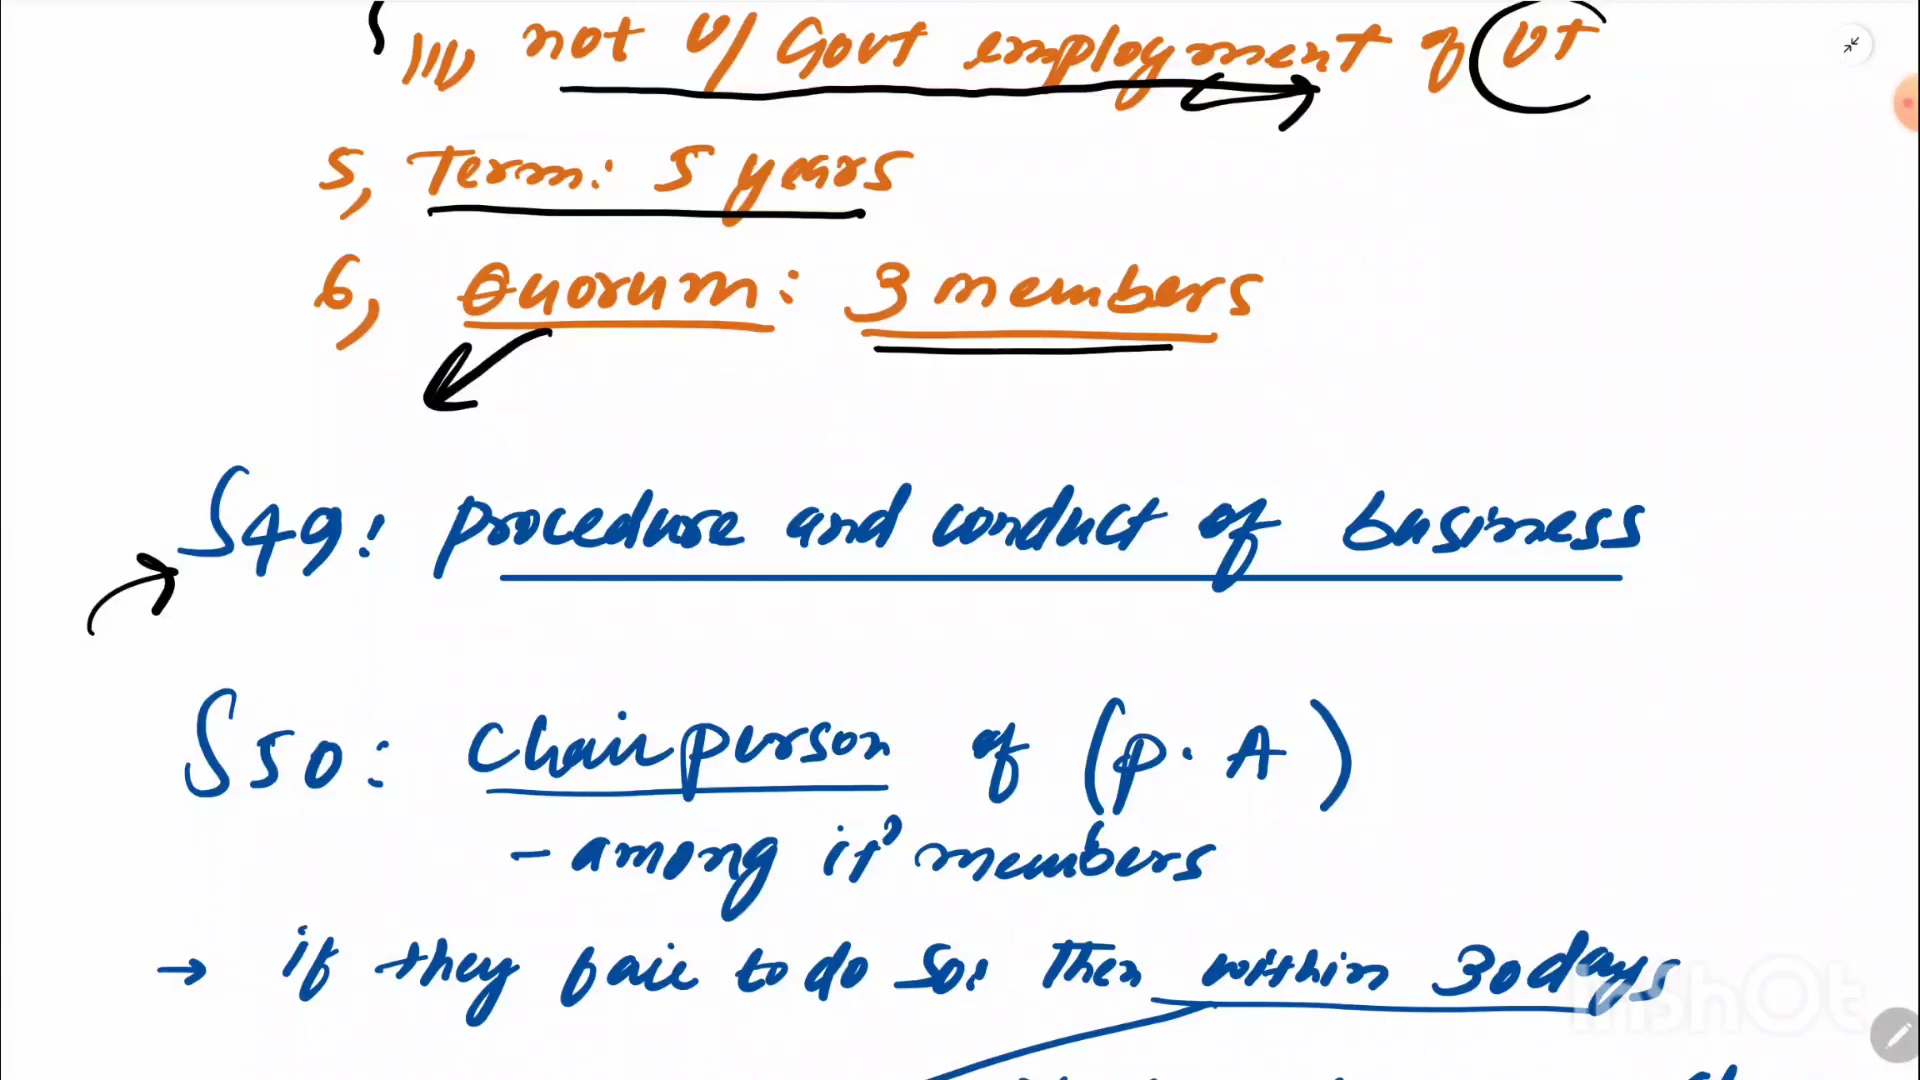 iii, not u/ Govt employment of UT
5, Term: 5 years
6, Quorum: 3 members
S49: procedure and conduct of business
S50: Chairperson of (P.A)
- among it's members
→ if they fail to do so: Then within 30 days
InShOt